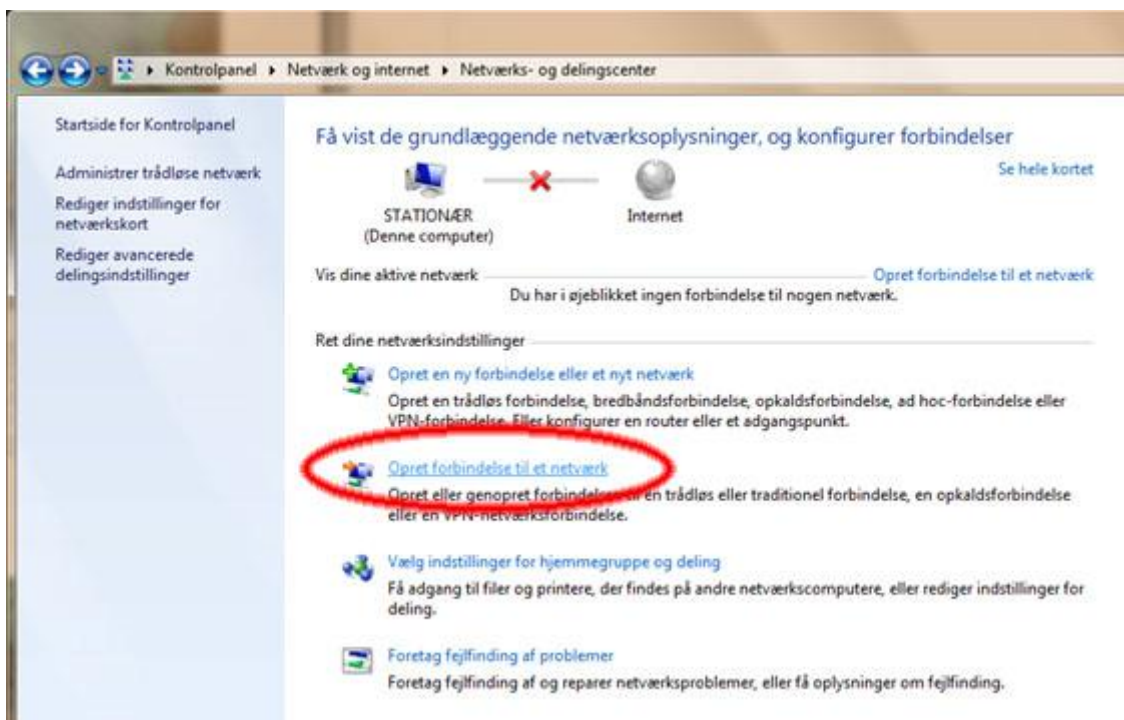 Kontrolpanel ▸ Netværk og internet ▸ Netværks- og delingscenter
Startside for Kontrolpanel
Administrer trådløse netværk
Rediger indstillinger for
netværkskort
Rediger avancerede
delingsindstillinger
Få vist de grundlæggende netværksoplysninger, og konfigurer forbindelser
Se hele kortet
STATIONÆR
(Denne computer)
Internet
Vis dine aktive netværk
Opret forbindelse til et netværk
Du har i øjeblikket ingen forbindelse til nogen netværk.
Ret dine netværksindstillinger
Opret en ny forbindelse eller et nyt netværk
Opret en trådløs forbindelse, bredbåndsforbindelse, opkaldsforbindelse, ad hoc-forbindelse eller
VPN-forbindelse. Eller konfigurer en router eller et adgangspunkt.
Opret forbindelse til et netværk
Opret eller genopret forbindelsen til en trådløs eller traditionel forbindelse, en opkaldsforbindelse
eller en VPN-netværksforbindelse.
Vælg indstillinger for hjemmegruppe og deling
Få adgang til filer og printere, der findes på andre netværkscomputere, eller rediger indstillinger for
deling.
Foretag fejlfinding af problemer
Foretag fejlfinding af og reparer netværksproblemer, eller få oplysninger om fejlfinding.